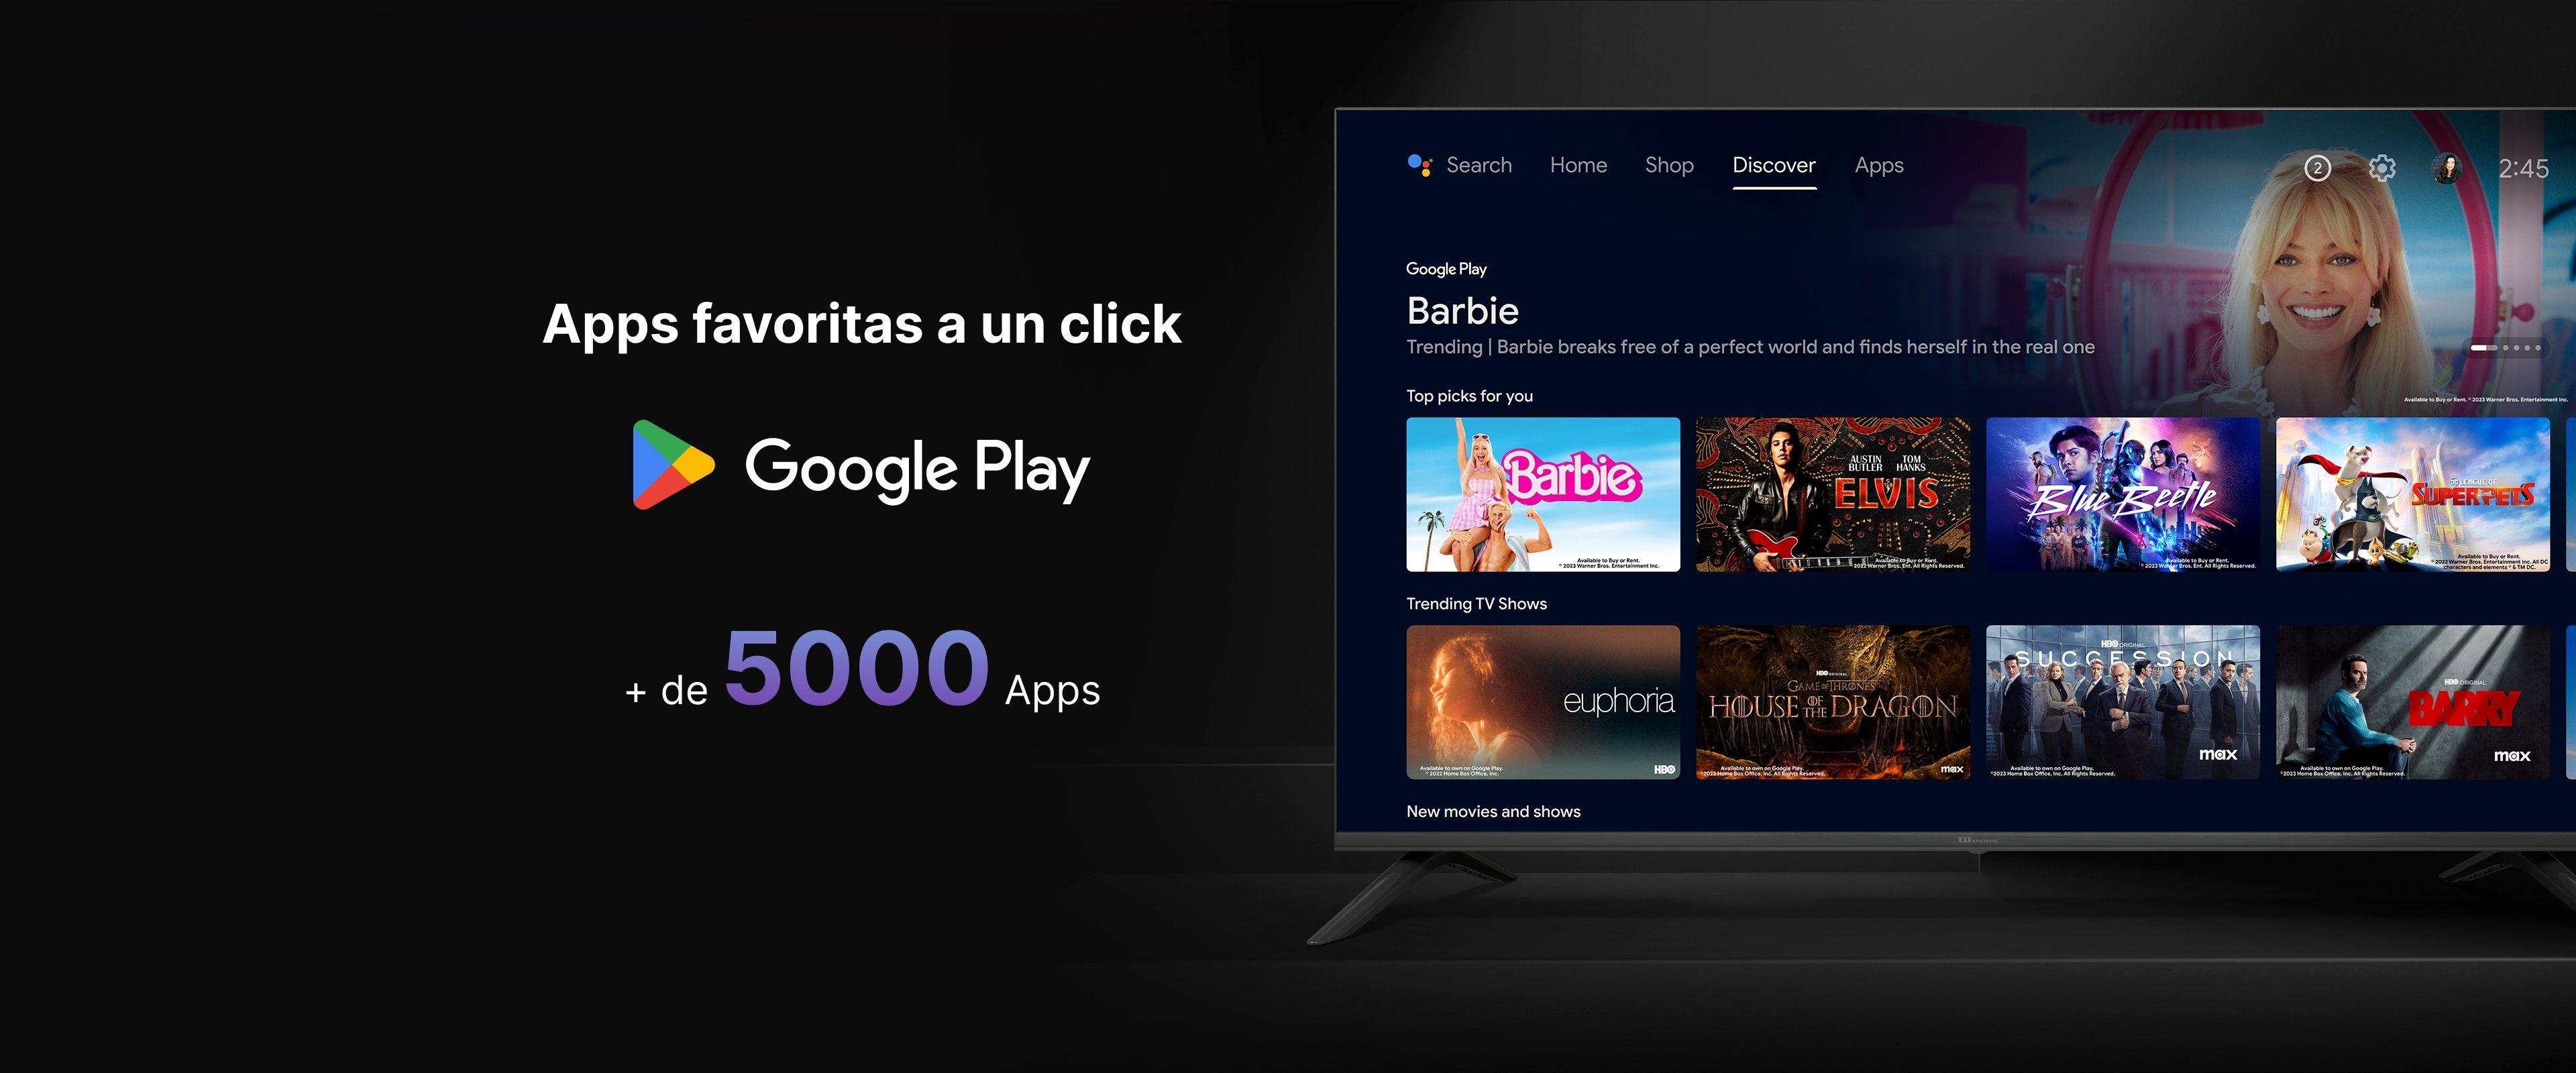 Apps favoritas a un click
Google Play
+ de 5000 Apps
Search Home Shop Discover Apps
2 2:45
Google Play
Barbie
Trending | Barbie breaks free of a perfect world and finds herself in the real one
Available to Buy or Rent. © 2023 Warner Bros. Entertainment Inc.
Top picks for you
Barbie
Available to Buy or Rent.
© 2023 Warner Bros. Entertainment Inc.
AUSTIN BUTLER TOM HANKS
ELVIS
Available to Buy or Rent.
©2022 Warner Bros. Ent. All Rights Reserved.
Blue Beetle
Available to Buy or Rent.
© 2023 Warner Bros. Ent. All Rights Reserved.
DC LEAGUE OF
SUPER-PETS
Available to Buy or Rent.
©2022 Warner Bros. Entertainment Inc. All DC
characters and elements © & TM DC.
Trending TV Shows
euphoria
Available to own on Google Play.
© 2022 Home Box Office, Inc.
HBO
HBO ORIGINAL
GAME OF THRONES
HOUSE OF THE DRAGON
Available to own on Google Play.
©2023 Home Box Office, Inc. All Rights Reserved.
max
HBO ORIGINAL
SUCCESSION
Available to own on Google Play.
©2023 Home Box Office, Inc. All Rights Reserved.
max
HBO ORIGINAL
BARRY
Available to own on Google Play.
©2023 Home Box Office, Inc. All Rights Reserved.
max
New movies and shows